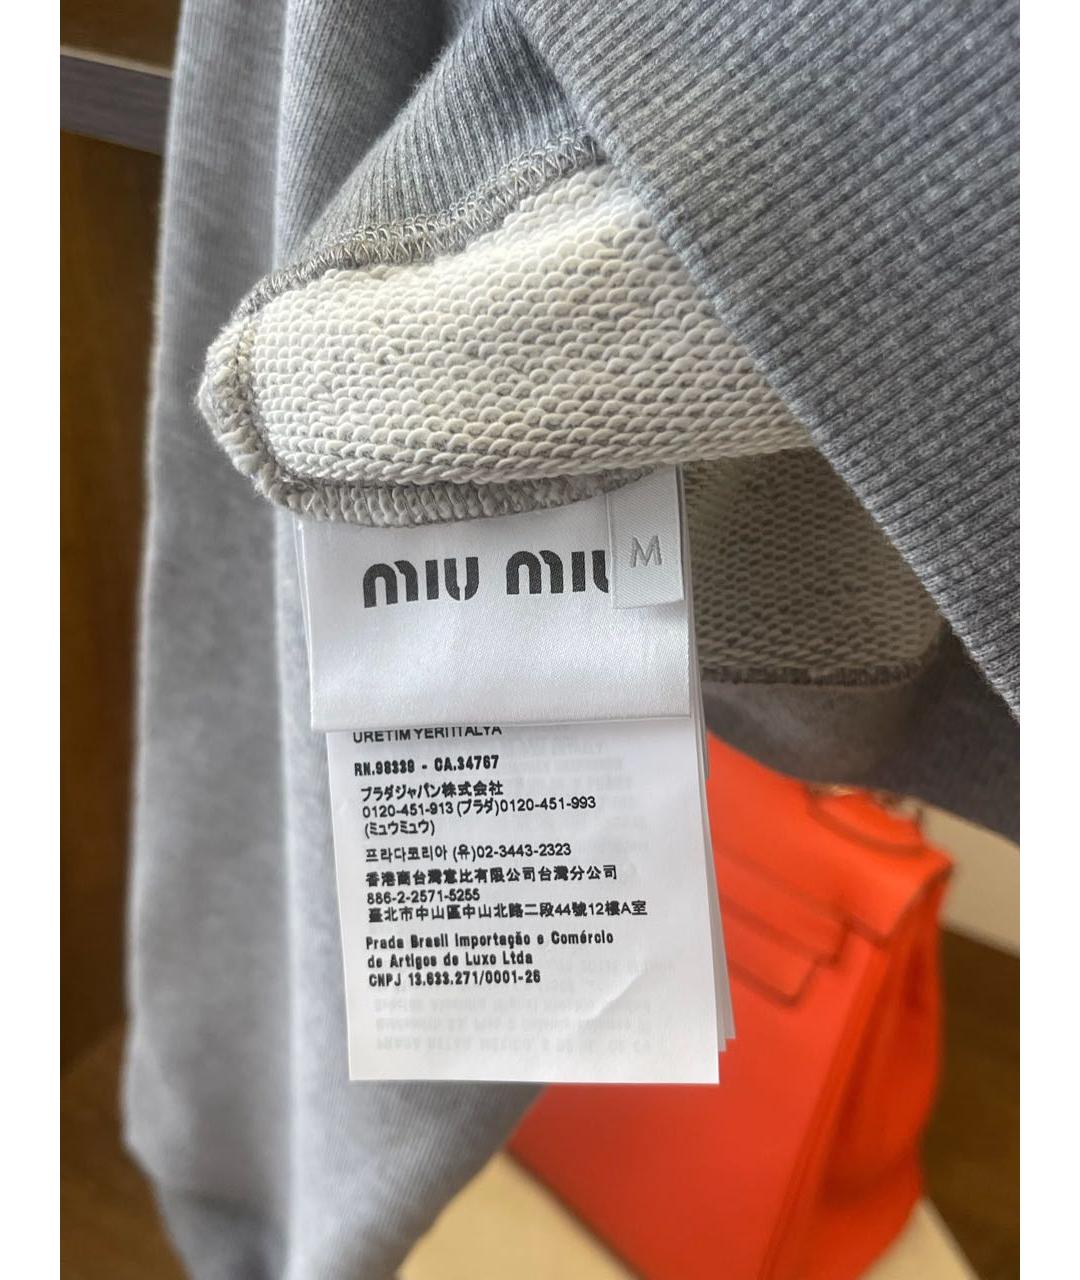 MIU MIU
M
URETIM YERI ITALYA
RN.98339 - CA.34767
プラダジャパン株式会社
0120-451-913 (プラダ)0120-451-993
(ミュウミュウ)
프라다코리아 (유)02-3443-2323
香港商台灣意比有限公司台灣分公司
886-2-2571-5255
臺北市中山區中山北路二段44號12樓A室
Prada Brasil Importação e Comércio
de Artigos de Luxo Ltda
CNPJ 13.633.271/0001-26